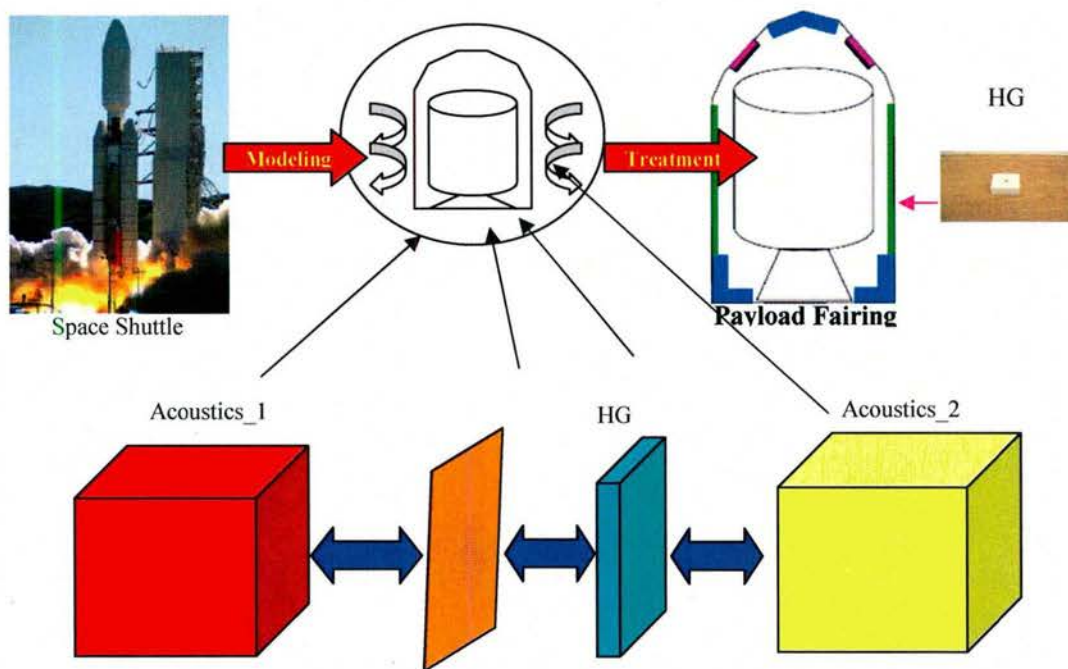 HG
Modeling
Treatment
Space Shuttle
Payload Fairing
Acoustics_1
HG
Acoustics_2